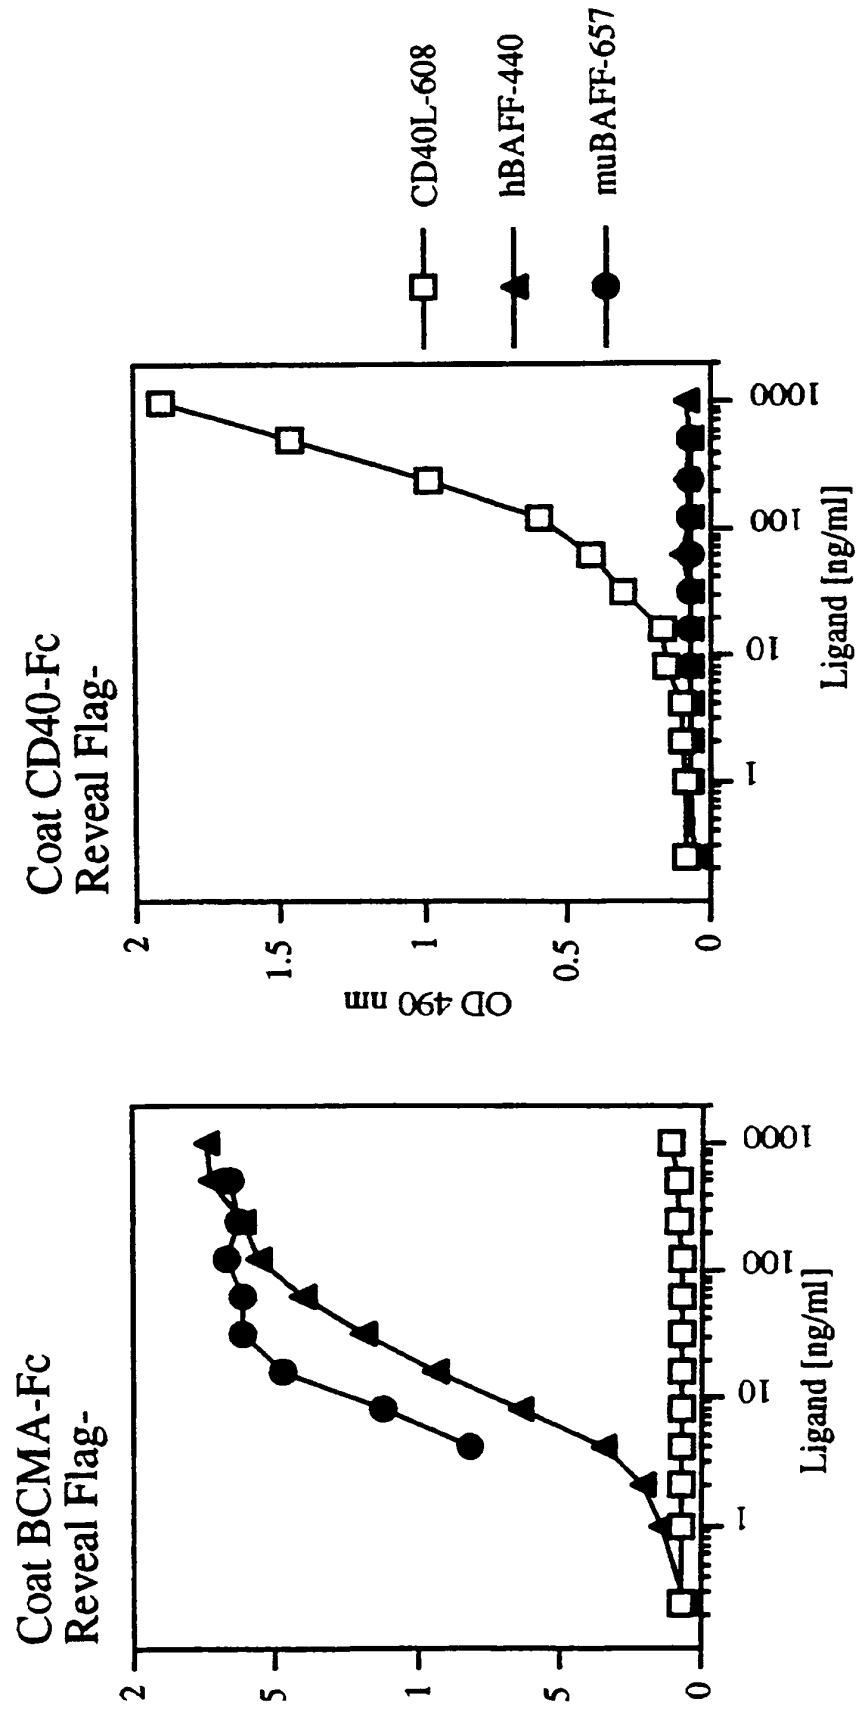 Coat BCMA-Fc
Reveal Flag-
2
5
1
5
0
1
10
100
1000
Ligand [ng/ml]
Coat CD40-Fc
Reveal Flag-
OD 490 nm
2
1.5
1
0.5
0
1
10
100
1000
Ligand [ng/ml]
CD40L-608
hBAFF-440
muBAFF-657